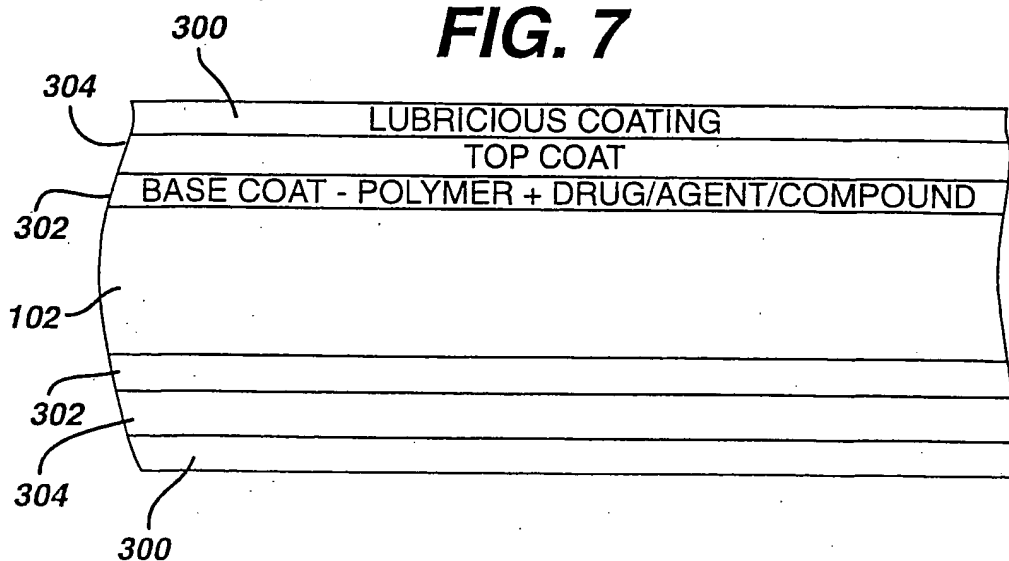 FIG. 7
300
304
LUBRICIOUS COATING
TOP COAT
BASE COAT - POLYMER + DRUG/AGENT/COMPOUND
302
102
302
304
300